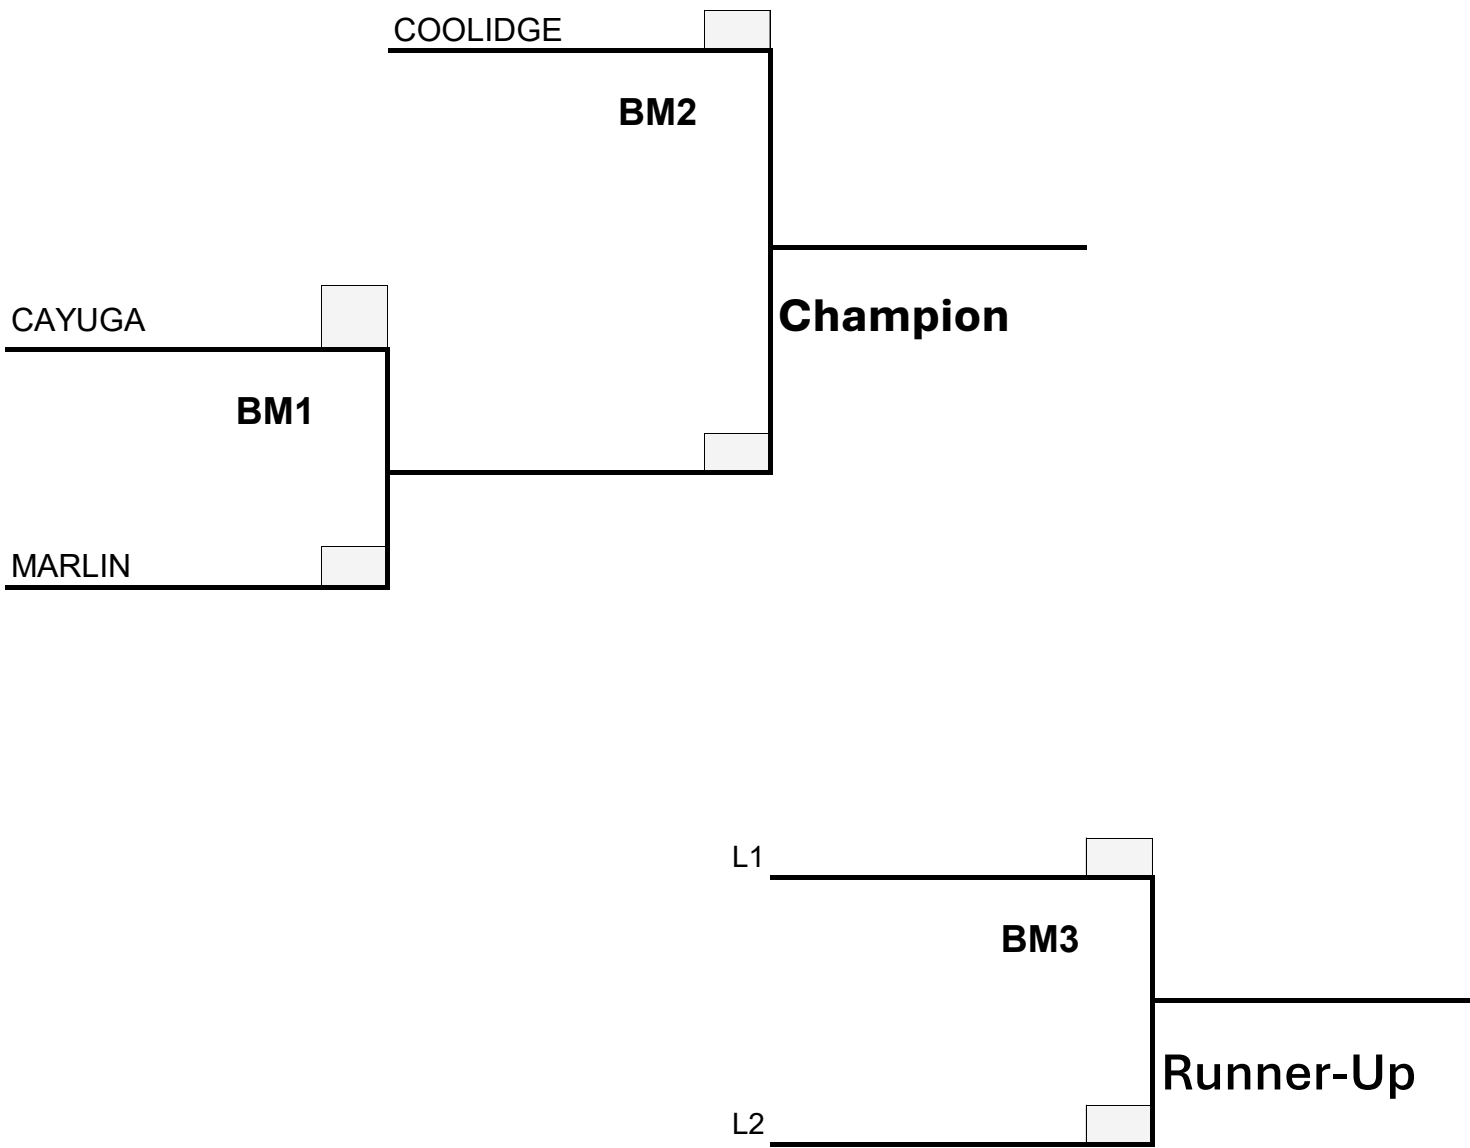 COOLIDGE
BM2
Champion
CAYUGA
BM1
MARLIN
L1
BM3
Runner-Up
L2